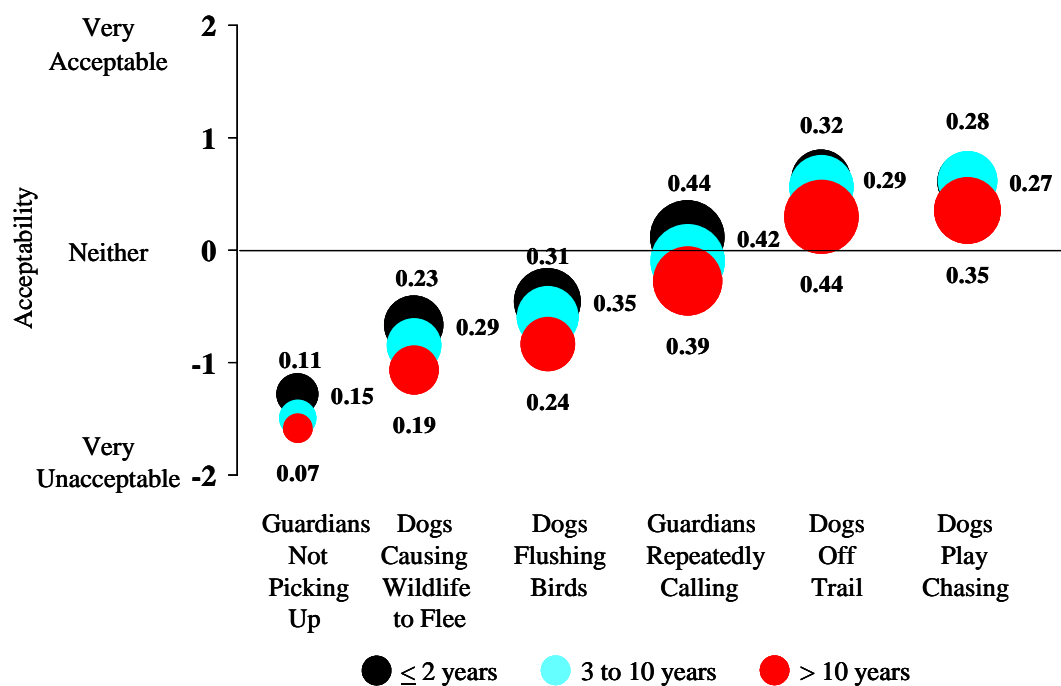 Very
Acceptable
Acceptability
Neither
Very
Unacceptable
2
1
0
-1
-2
0.11
0.15
0.07
0.23
0.29
0.19
0.31
0.35
0.24
0.44
0.42
0.39
0.32
0.29
0.44
0.28
0.27
0.35
Guardians
Not
Picking
Up
Dogs
Causing
Wildlife
to Flee
Dogs
Flushing
Birds
Guardians
Repeatedly
Calling
Dogs
Off
Trail
Dogs
Play
Chasing
≤ 2 years
3 to 10 years
> 10 years